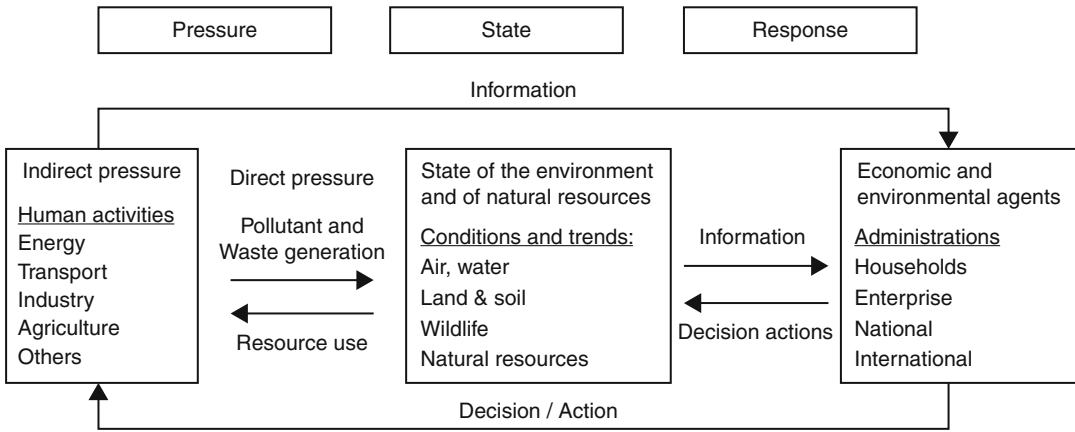 Pressure
State
Response
Information
Indirect pressure
Human activities
Energy
Transport
Industry
Agriculture
Others
Direct pressure
Pollutant and
Waste generation
Resource use
State of the environment
and of natural resources
Conditions and trends:
Air, water
Land & soil
Wildlife
Natural resources
Information
Decision actions
Economic and
environmental agents
Administrations
Households
Enterprise
National
International
Decision / Action